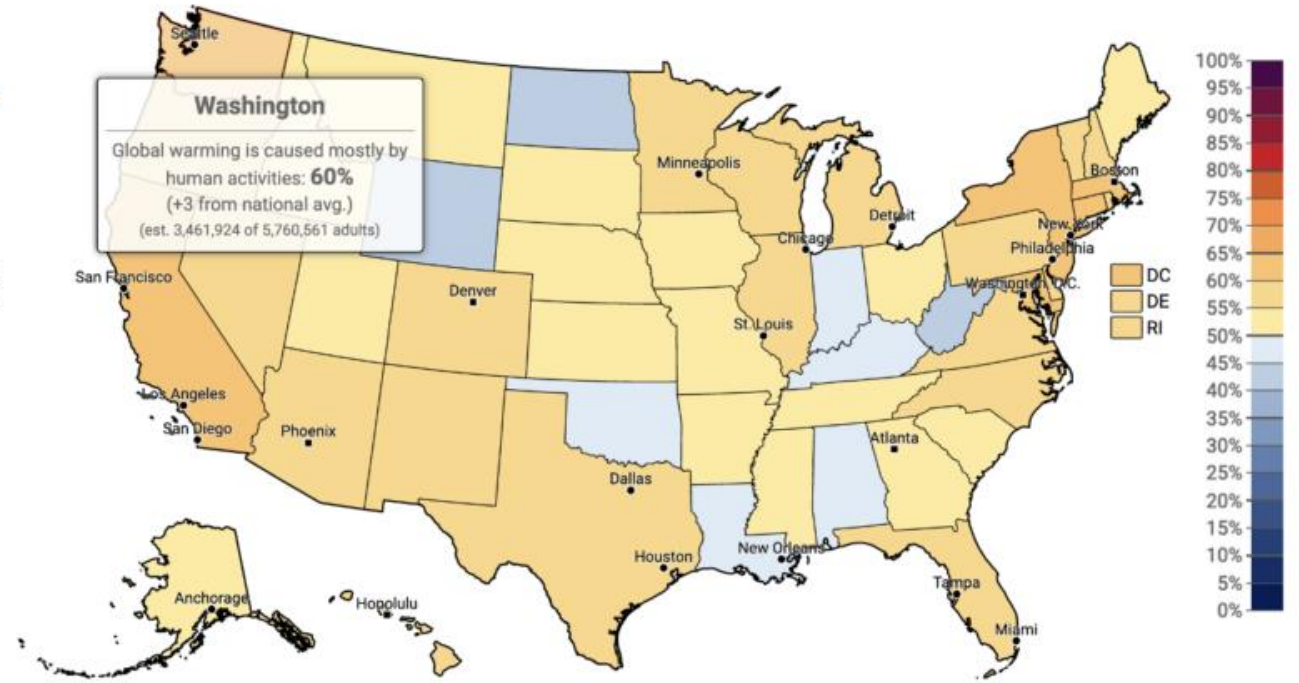 Seattle
Washington
Global warming is caused mostly by
human activities: 60%
(+3 from national avg.)
(est. 3,461,924 of 5,760,561 adults)
Minneapolis
Boston
Detroit
New York
Chicago
Philadelphia
San Francisco
Denver
Washington, D.C.
St. Louis
Los Angeles
San Diego
Phoenix
Atlanta
Dallas
Houston
New Orleans
Tampa
Anchorage
Honolulu
Miami
DC
DE
RI
100%
95%
90%
85%
80%
75%
70%
65%
60%
55%
50%
45%
40%
35%
30%
25%
20%
15%
10%
5%
0%